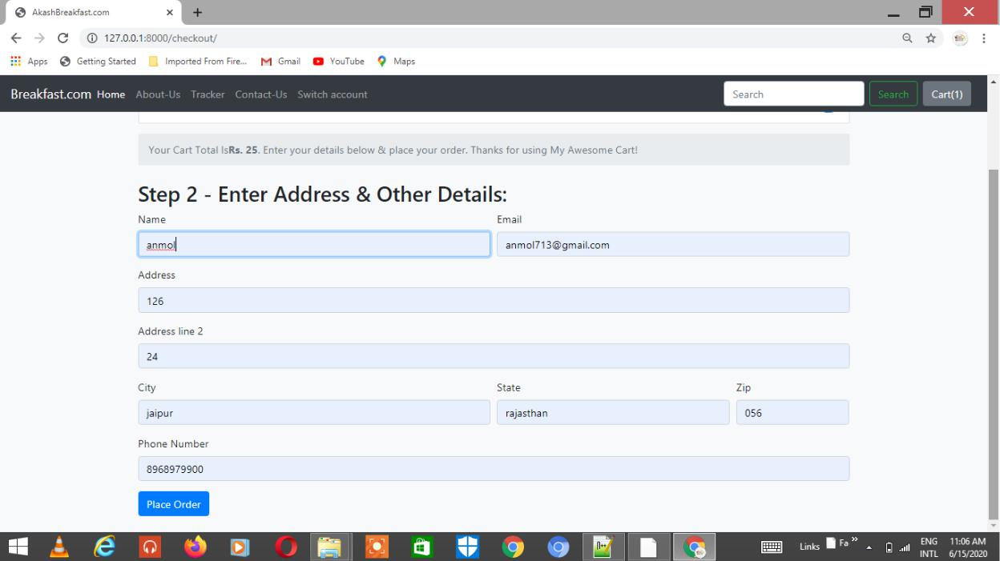 AkashBreakfast.com
127.0.0.1:8000/checkout/
Apps Getting Started Imported From Fire... Gmail YouTube Maps
Breakfast.com Home About-Us Tracker Contact-Us Switch account Search Search Cart(1)
Your Cart Total IsRs. 25. Enter your details below & place your order. Thanks for using My Awesome Cart!
Step 2 - Enter Address & Other Details:
Name Email
anmol anmol713@gmail.com
Address
126
Address line 2
24
City State Zip
jaipur rajasthan 056
Phone Number
8968979900
Place Order
Links Fa » ENG 11:06 AM
INTL 6/15/2020